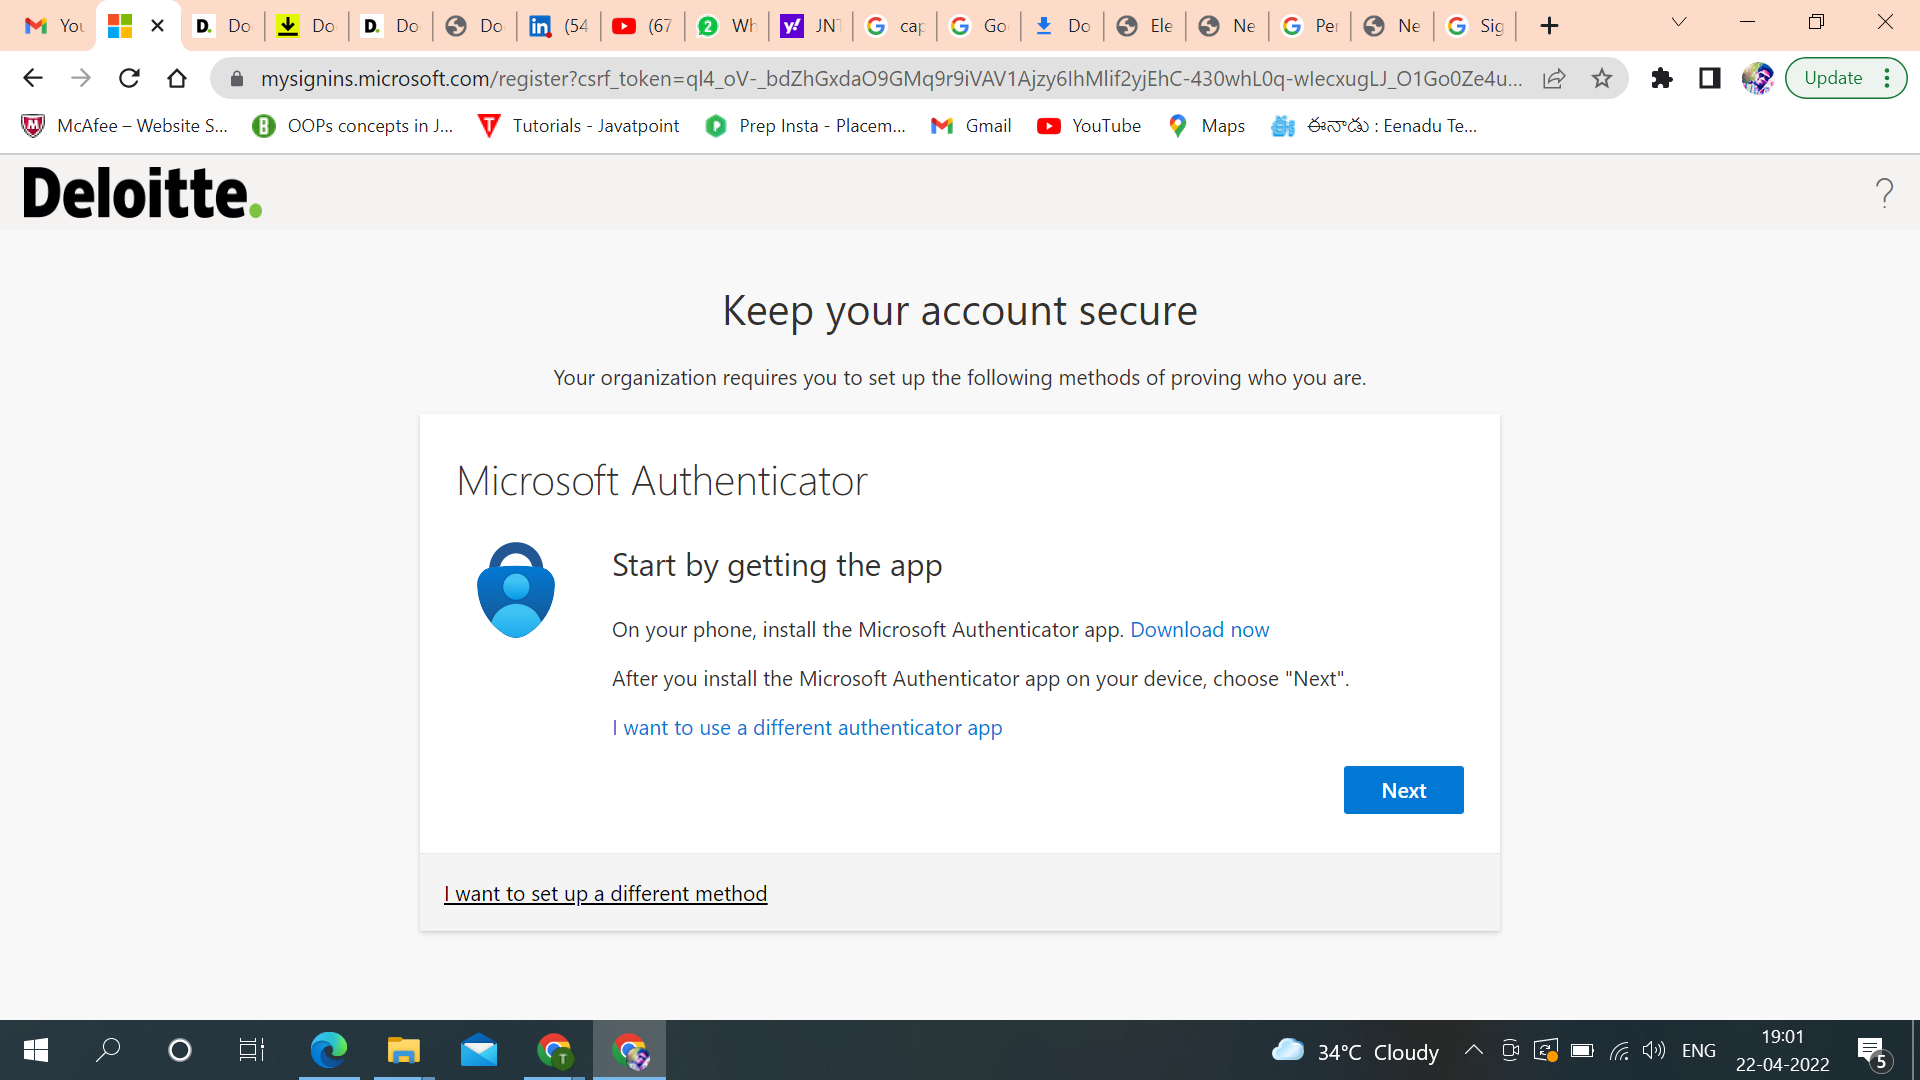 You
Do
Do
Do
Do
(54
(67
Wh
JNT
cap
Go
Do
Ele
Ne
Per
Ne
Sig
mysignins.microsoft.com/register?csrf_token=ql4_oV-_bdZhGxdaO9GMq9r9iVAV1Ajzy6IhMlif2yjEhC-430whL0q-wIecxugLJ_O1Go0Ze4u...
Update
McAfee – Website S...
OOPs concepts in J...
Tutorials - Javatpoint
Prep Insta - Placem...
Gmail
YouTube
Maps
ఈనాడు : Eenadu Te...
Deloitte.
Keep your account secure
Your organization requires you to set up the following methods of proving who you are.
Microsoft Authenticator
Start by getting the app
On your phone, install the Microsoft Authenticator app. Download now
After you install the Microsoft Authenticator app on your device, choose "Next".
I want to use a different authenticator app
Next
I want to set up a different method
34°C Cloudy
ENG
19:01
22-04-2022
5